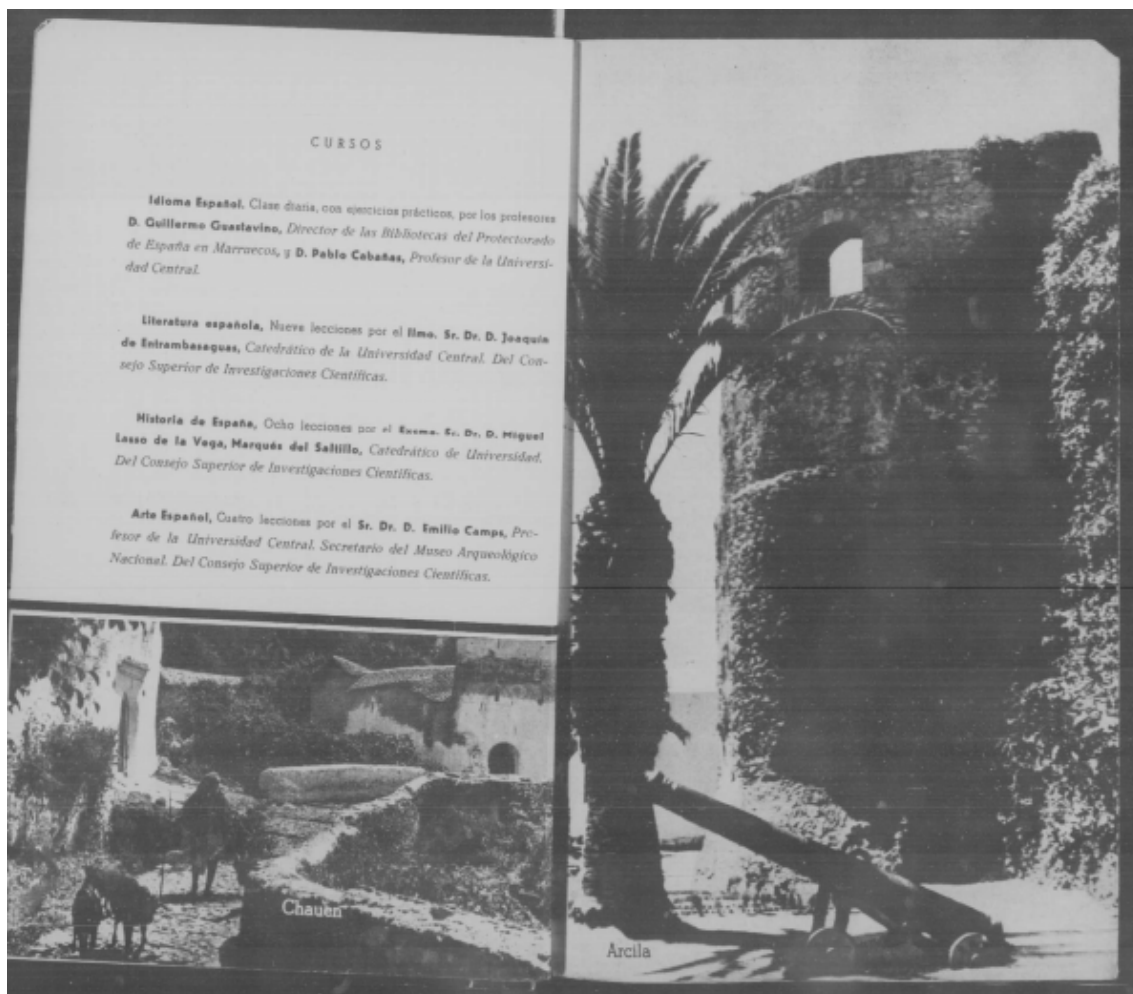 CURSOS
Idioma Español, Clase diaria, con ejercicios prácticos, por los profesores
D. Guillermo Guastavino, Director de las Bibliotecas del Protectorado
de España en Marruecos, y D. Pablo Cabañas, Profesor de la Universi-
dad Central.
Literatura española, Nueve lecciones por el Ilmo. Sr. Dr. D. Joaquín
de Entrambasaguas, Catedrático de la Universidad Central. Del Con-
sejo Superior de Investigaciones Científicas.
Historia de España, Ocho lecciones por el Excmo. Sr. Dr. D. Miguel
Lasso de la Vega, Marqués del Saltillo, Catedrático de Universidad.
Del Consejo Superior de Investigaciones Científicas.
Arte Español, Cuatro lecciones por el Sr. Dr. D. Emilio Camps, Pro-
fesor de la Universidad Central. Secretario del Museo Arqueológico
Nacional. Del Consejo Superior de Investigaciones Científicas.
Chauen
Arcila